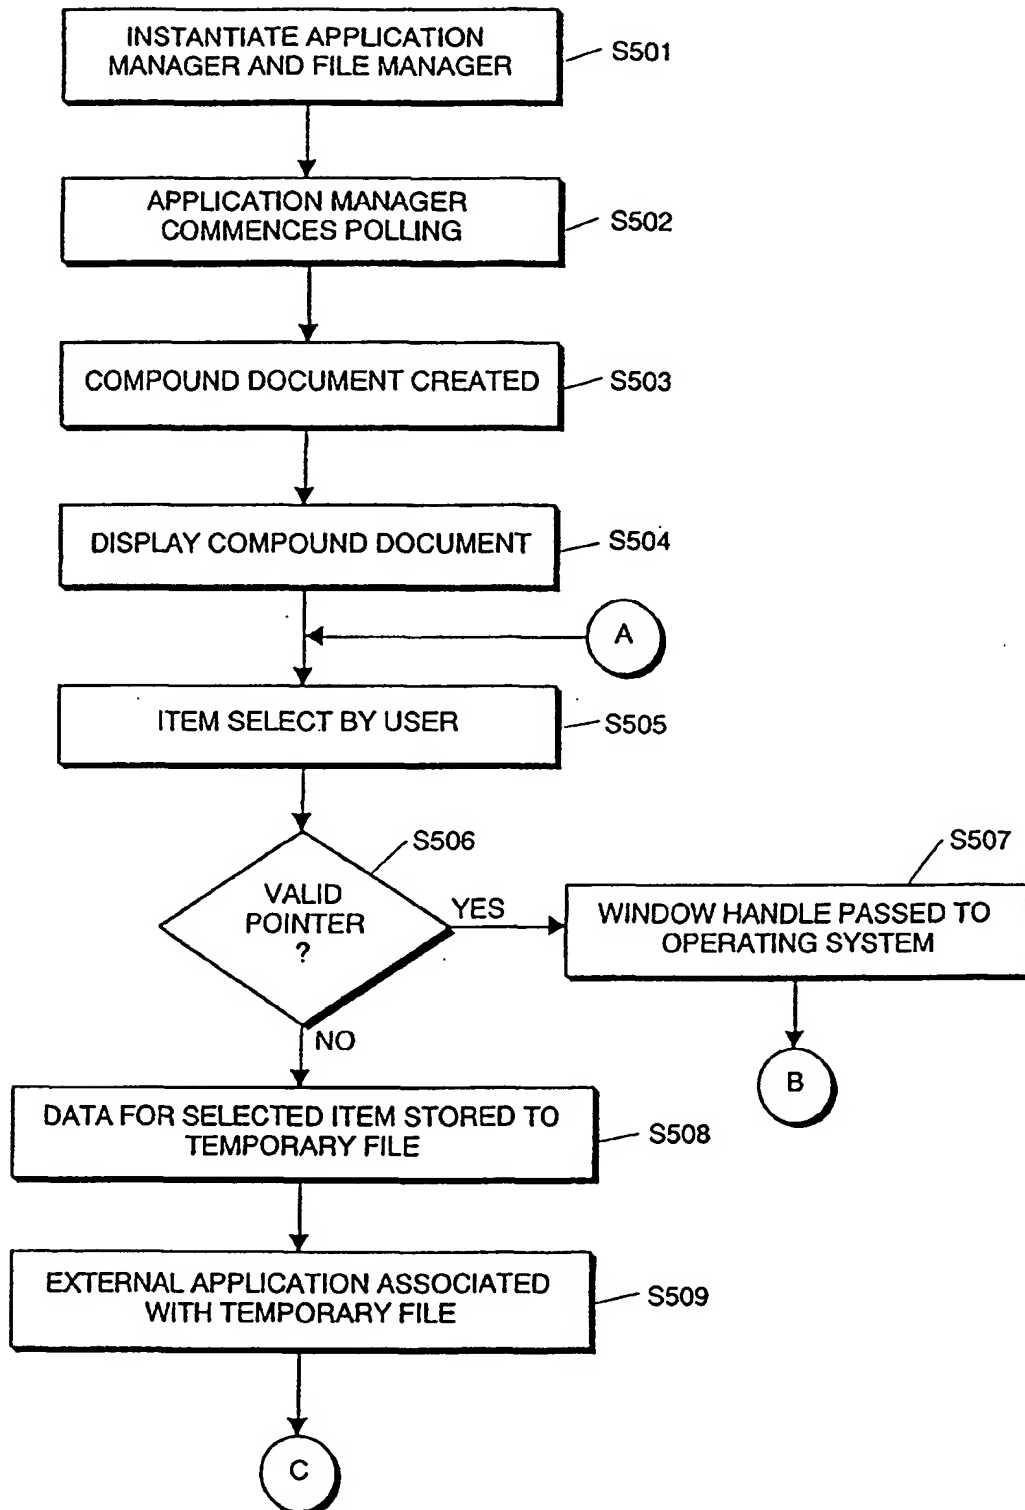 INSTANTIATE APPLICATION
MANAGER AND FILE MANAGER
S501
APPLICATION MANAGER
COMMENCES POLLING
S502
COMPOUND DOCUMENT CREATED
S503
DISPLAY COMPOUND DOCUMENT
S504
A
ITEM SELECT BY USER
S505
S506
VALID
POINTER
?
YES
S507
WINDOW HANDLE PASSED TO
OPERATING SYSTEM
NO
B
DATA FOR SELECTED ITEM STORED TO
TEMPORARY FILE
S508
EXTERNAL APPLICATION ASSOCIATED
WITH TEMPORARY FILE
S509
C